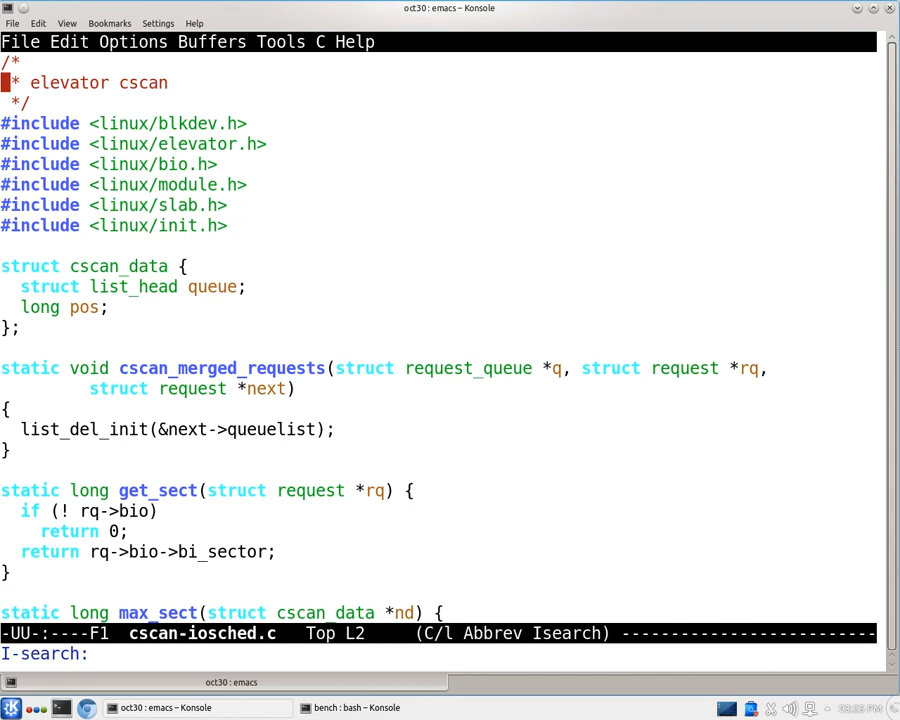 oct30 : emacs – Konsole
File Edit View Bookmarks Settings Help
File Edit Options Buffers Tools C Help
/*
* elevator cscan
*/
#include <linux/blkdev.h>
#include <linux/elevator.h>
#include <linux/bio.h>
#include <linux/module.h>
#include <linux/slab.h>
#include <linux/init.h>
struct cscan_data {
struct list_head queue;
long pos;
};
static void cscan_merged_requests(struct request_queue *q, struct request *rq,
struct request *next)
{
list_del_init(&next->queuelist);
}
static long get_sect(struct request *rq) {
if (! rq->bio)
return 0;
return rq->bio->bi_sector;
}
static long max_sect(struct cscan_data *nd) {
-UU-:----F1 cscan-iosched.c Top L2 (C/l Abbrev Isearch) --------------------------
I-search:
oct30 : emacs
oct30 : emacs – Konsole
bench : bash – Konsole
03:25 PM